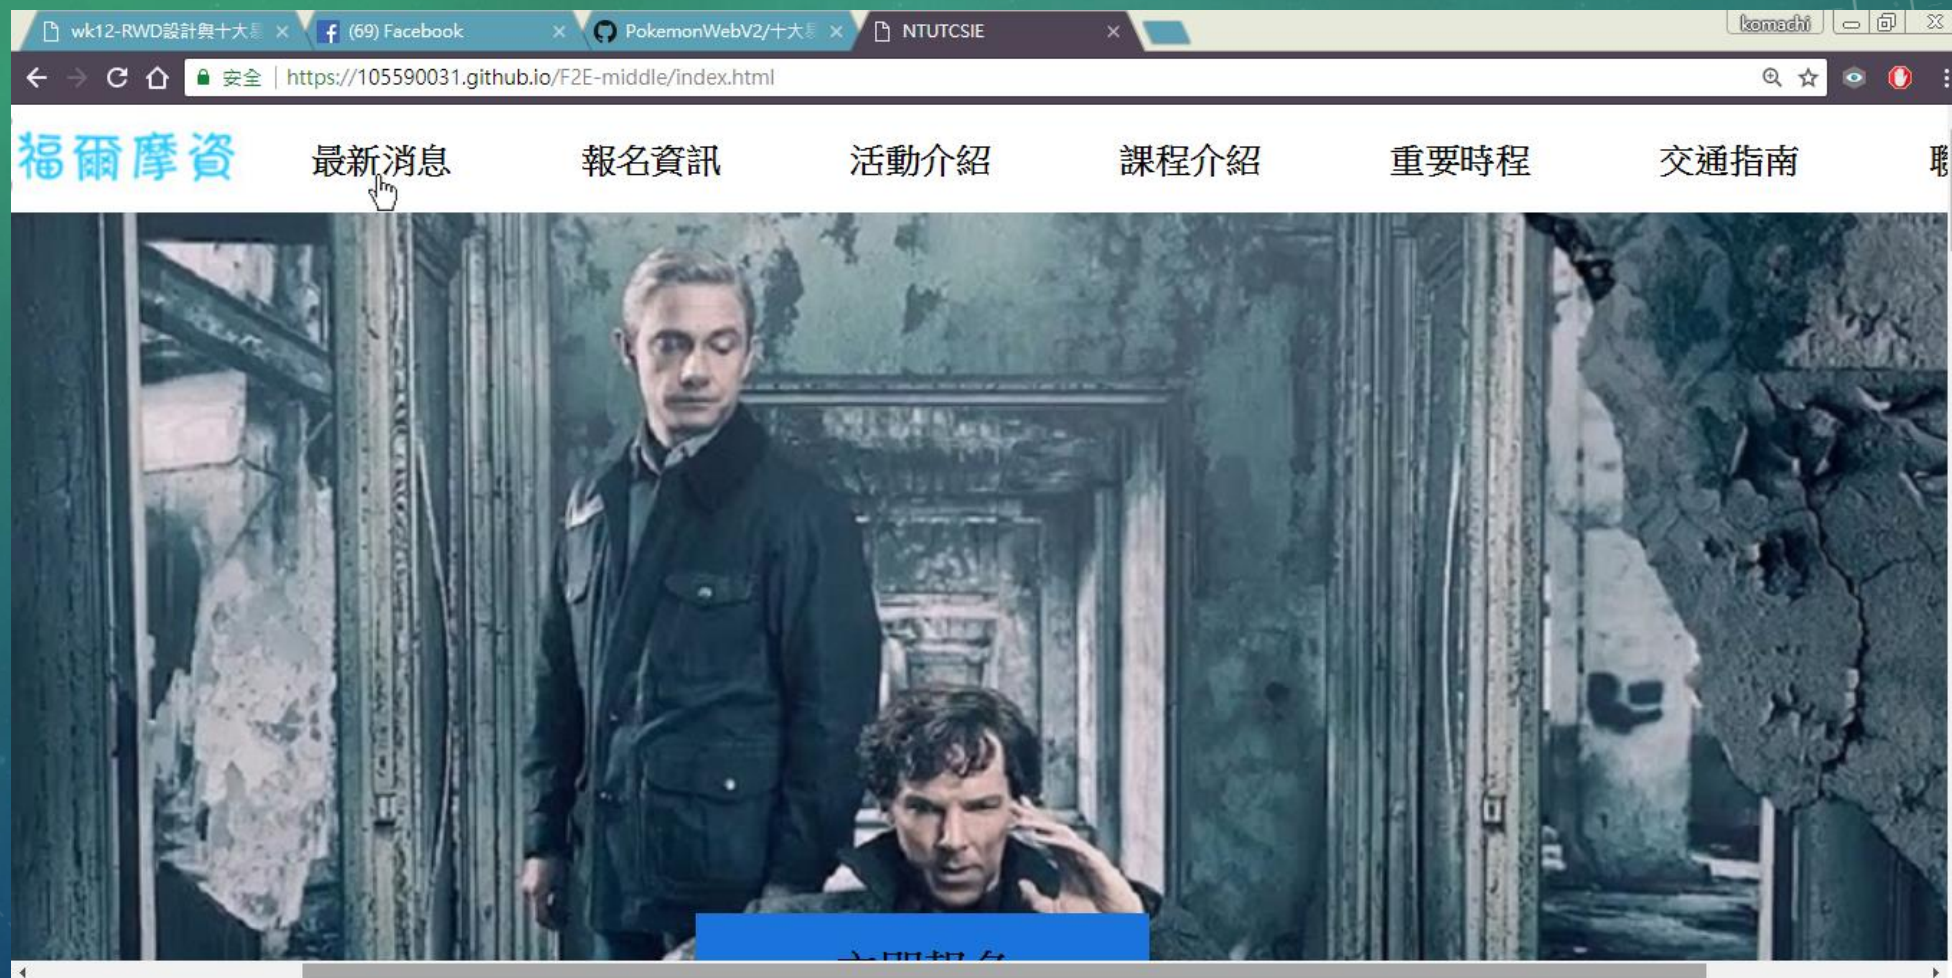 wk12-RWD設計與十大
(69) Facebook
PokemonWebV2/十大
NTUTCSIE
komachi
安全 | https://105590031.github.io/F2E-middle/index.html
福爾摩資 最新消息 報名資訊 活動介紹 課程介紹 重要時程 交通指南